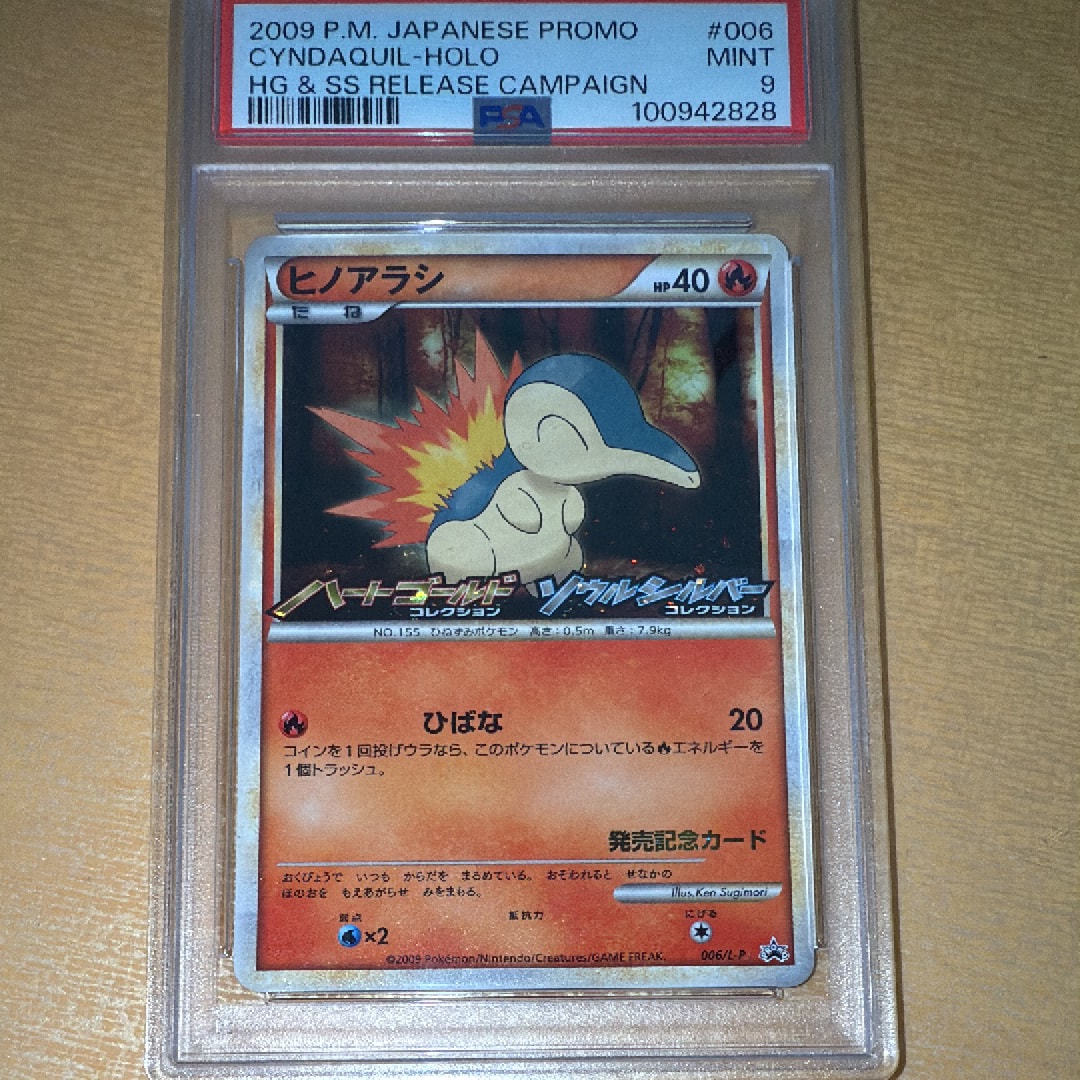 2009 P.M. JAPANESE PROMO #006
CYNDAQUIL-HOLO MINT
HG & SS RELEASE CAMPAIGN 9
PSA 100942828
ヒノアラシ HP40
たね
ハートゴールド ソウルシルバー
コレクション コレクション
NO.155 ひねずみポケモン 高さ:0.5m 重さ:7.9kg
ひばな 20
コインを1回投げウラなら、このポケモンについているエネルギーを
1個トラッシュ。
発売記念カード
おくびょうで いつも からだを まるめている。 おそわれると せなかの
ほのおを もえあがらせ みをまもる。
illus.Ken Sugimori
弱点 抵抗力 にげる
×2
©2009 Pokémon/Nintendo/Creatures/GAME FREAK. 006/L-P